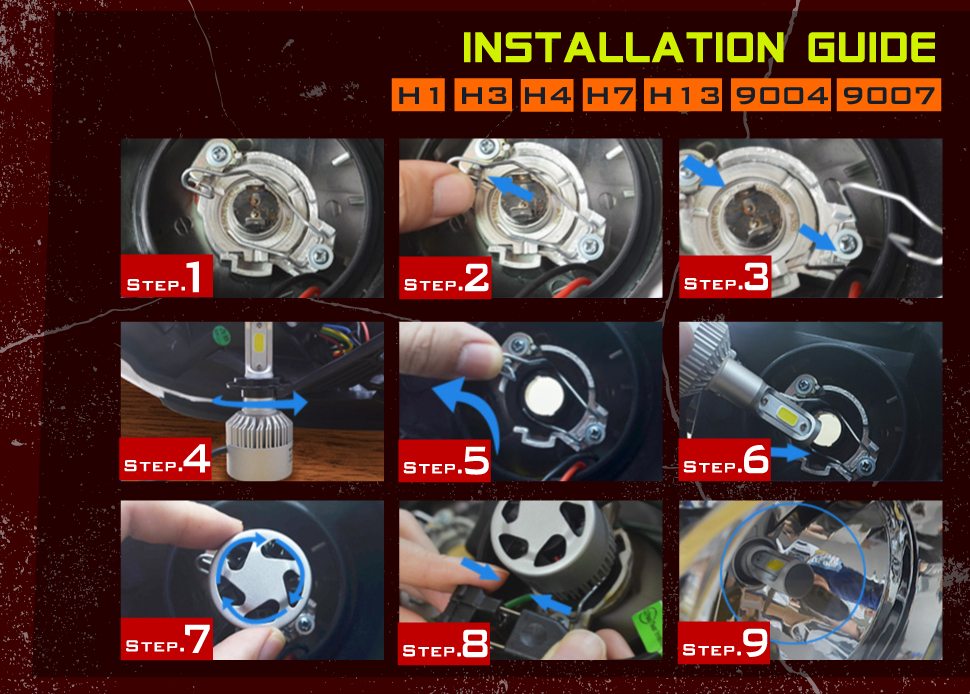 INSTALLATION GUIDE
H1 H3 H4 H7 H13 9004 9007
STEP.1 STEP.2 STEP.3
STEP.4 STEP.5 STEP.6
STEP.7 STEP.8 STEP.9